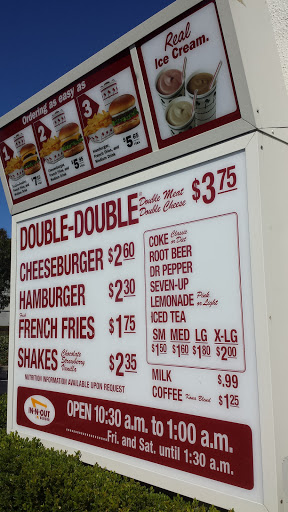 Ordering as easy as
1
2
3
Real
Ice Cream.
DOUBLE-DOUBLE® Double Meat Double Cheese $3.75
CHEESEBURGER $2.60
HAMBURGER $2.30
FRENCH FRIES $1.75
SHAKES Chocolate Strawberry Vanilla $2.35
NUTRITION INFORMATION AVAILABLE UPON REQUEST
COKE Classic or Diet
ROOT BEER
DR PEPPER
SEVEN-UP
LEMONADE Pink or Light
ICED TEA
SM MED LG X-LG
$1.50 $1.60 $1.80 $2.00
MILK $.99
COFFEE Kona Blend $1.25
IN-N-OUT
BURGER
OPEN 10:30 a.m. to 1:00 a.m.
Fri. and Sat. until 1:30 a.m.